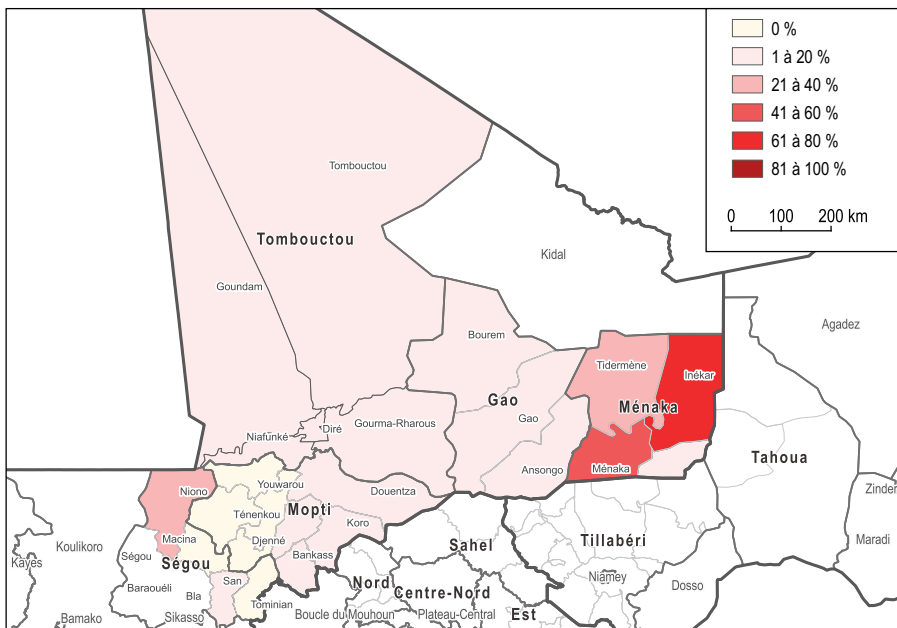 0 %
1 à 20 %
21 à 40 %
41 à 60 %
61 à 80 %
81 à 100 %
0 100 200 km
Tombouctou
Tombouctou
Kidal
Goundam
Agadez
Bourem
Tidermène
Inékar
Gao
Ménaka
Gao
Gourma-Rharous
Diré
Niafunké
Ansongo
Ménaka
Tahoua
Niono
Youwarou
Douentza
Zinder
Mopti
Ténenkou
Koro
Macina
Djenné
Sahel
Tillabéri
Maradi
Koulikoro
Ségou
Bankass
Kayes
Ségou
San
Nord
Niamey
Baraouéli
Bla
Tominian
Centre-Nord
Dosso
Bamako
Sikasso
Boucle du Mouhoun
Plateau-Central
Est